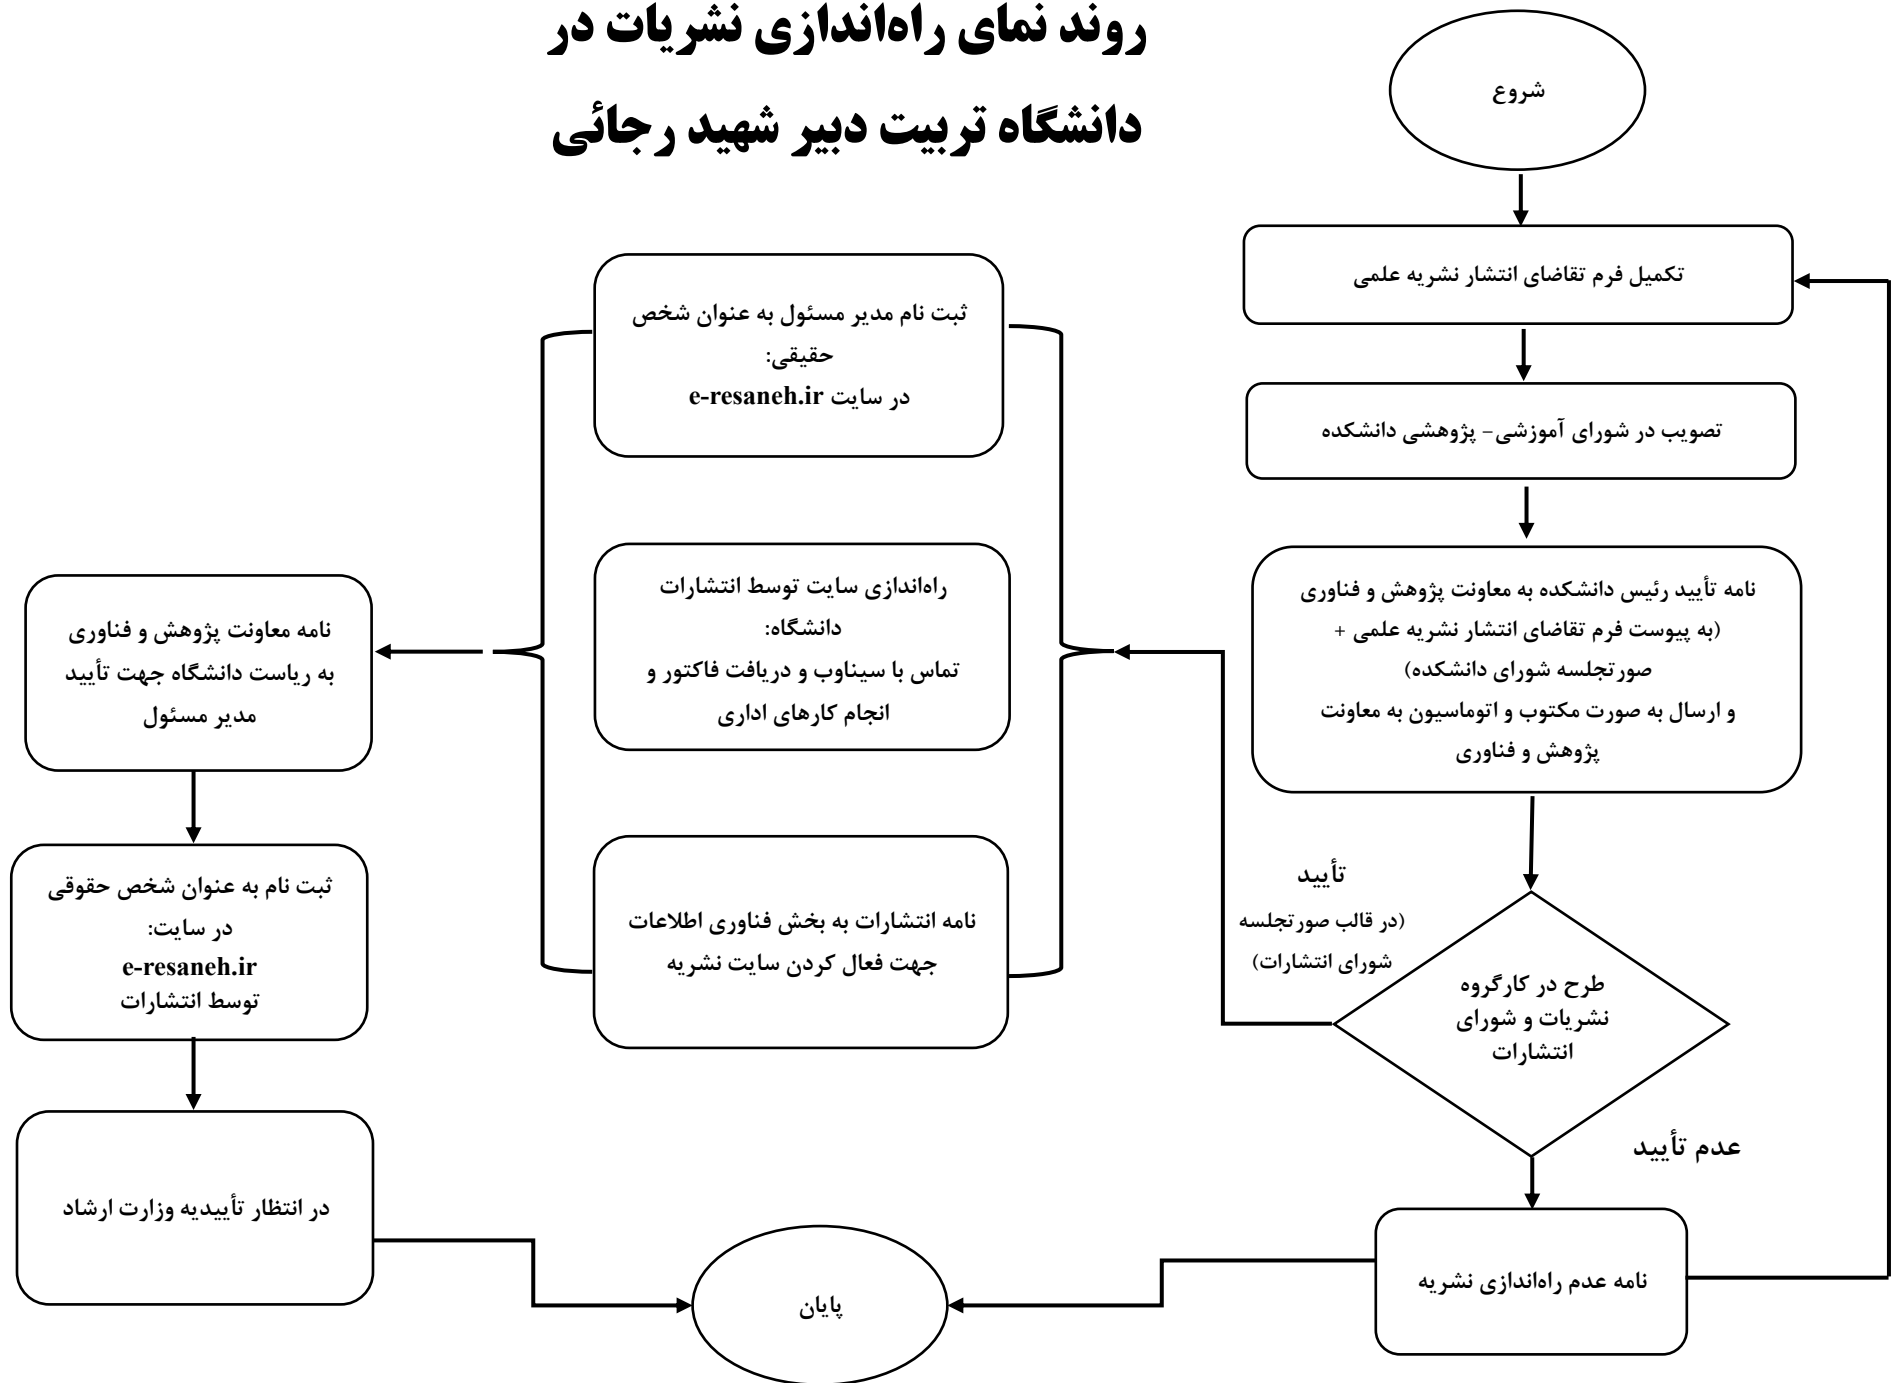 روند نمای راه‌اندازی نشریات در
دانشگاه تربیت دبیر شهید رجائی
شروع
تکمیل فرم تقاضای انتشار نشریه علمی
تصویب در شورای آموزشی- پژوهشی دانشکده
نامه تأیید رئیس دانشکده به معاونت پژوهش و فناوری
(به پیوست فرم تقاضای انتشار نشریه علمی +
صورتجلسه شورای دانشکده)
و ارسال به صورت مکتوب و اتوماسیون به معاونت
پژوهش و فناوری
طرح در کارگروه
نشریات و شورای
انتشارات
تأیید
(در قالب صورتجلسه
شورای انتشارات)
عدم تأیید
نامه عدم راه‌اندازی نشریه
ثبت نام مدیر مسئول به عنوان شخص
حقیقی:
در سایت e-resaneh.ir
راه‌اندازی سایت توسط انتشارات
دانشگاه:
تماس با سیناوب و دریافت فاکتور و
انجام کارهای اداری
نامه انتشارات به بخش فناوری اطلاعات
جهت فعال کردن سایت نشریه
نامه معاونت پژوهش و فناوری
به ریاست دانشگاه جهت تأیید
مدیر مسئول
ثبت نام به عنوان شخص حقوقی
در سایت:
e-resaneh.ir
توسط انتشارات
در انتظار تأییدیه وزارت ارشاد
پایان